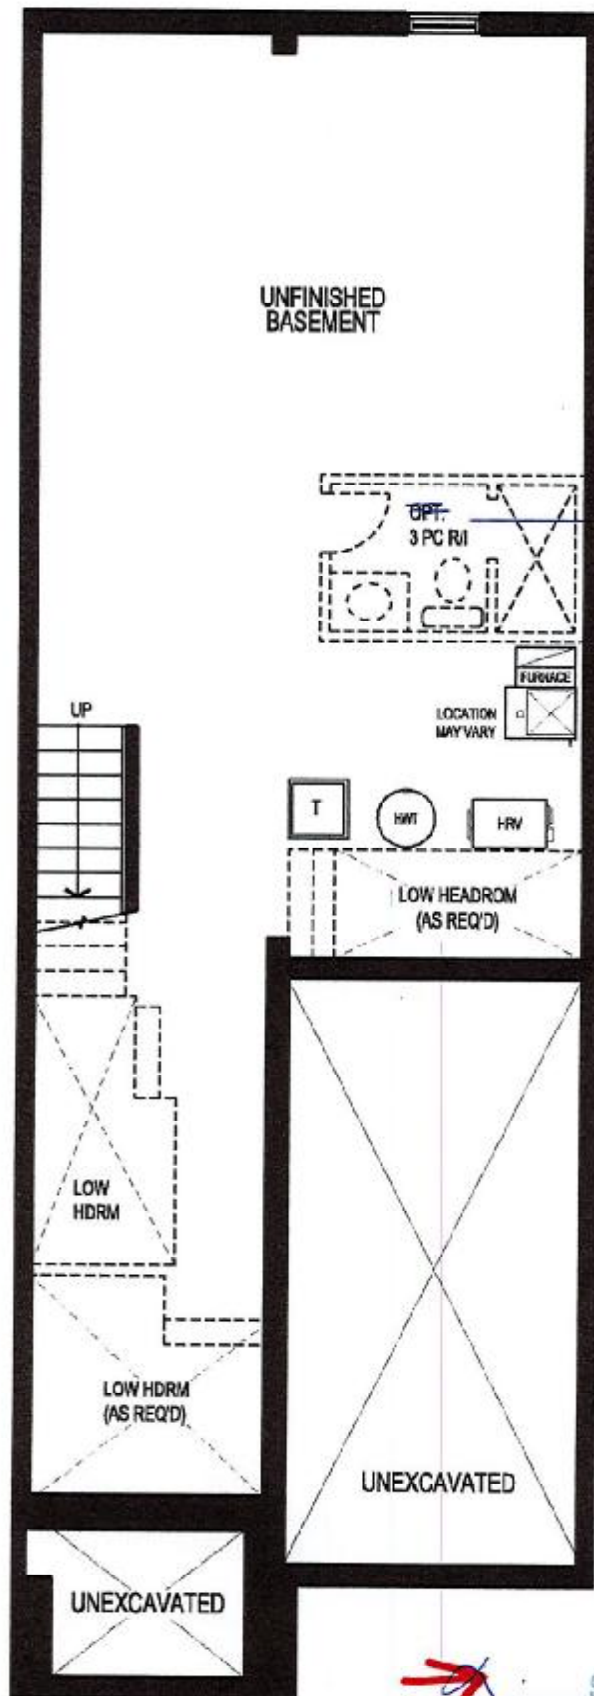 UNFINISHED
BASEMENT
OPT.
3 PC R/I
FURNACE
LOCATION
MAY VARY
UP
T
HWT
HRV
LOW HEADROM
(AS REQ'D)
LOW
HDRM
LOW HDRM
(AS REQ'D)
UNEXCAVATED
UNEXCAVATED